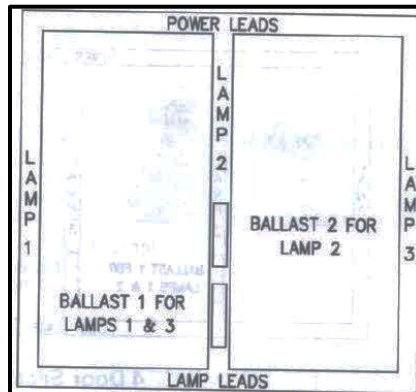 POWER LEADS
LAMP 1
LAMP 2
LAMP 3
BALLAST 2 FOR
LAMP 2
BALLAST 1 FOR
LAMPS 1 & 3
LAMP LEADS